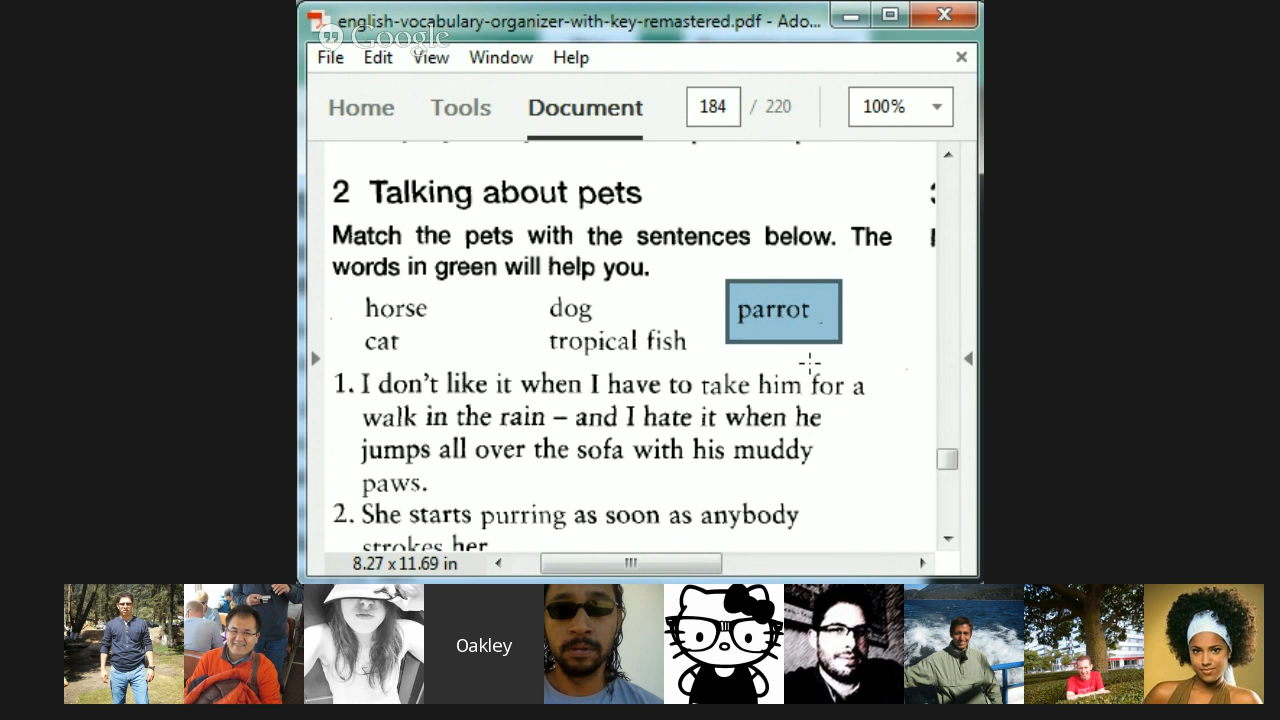 english-vocabulary-organizer-with-key-remastered.pdf - Ado...
Google
File Edit View Window Help
Home Tools Document 184 / 220 100%
2 Talking about pets
Match the pets with the sentences below. The
words in green will help you.
horse dog parrot
cat tropical fish
1. I don't like it when I have to take him for a
walk in the rain – and I hate it when he
jumps all over the sofa with his muddy
paws.
2. She starts purring as soon as anybody
strokes her
8.27 x 11.69 in
Oakley